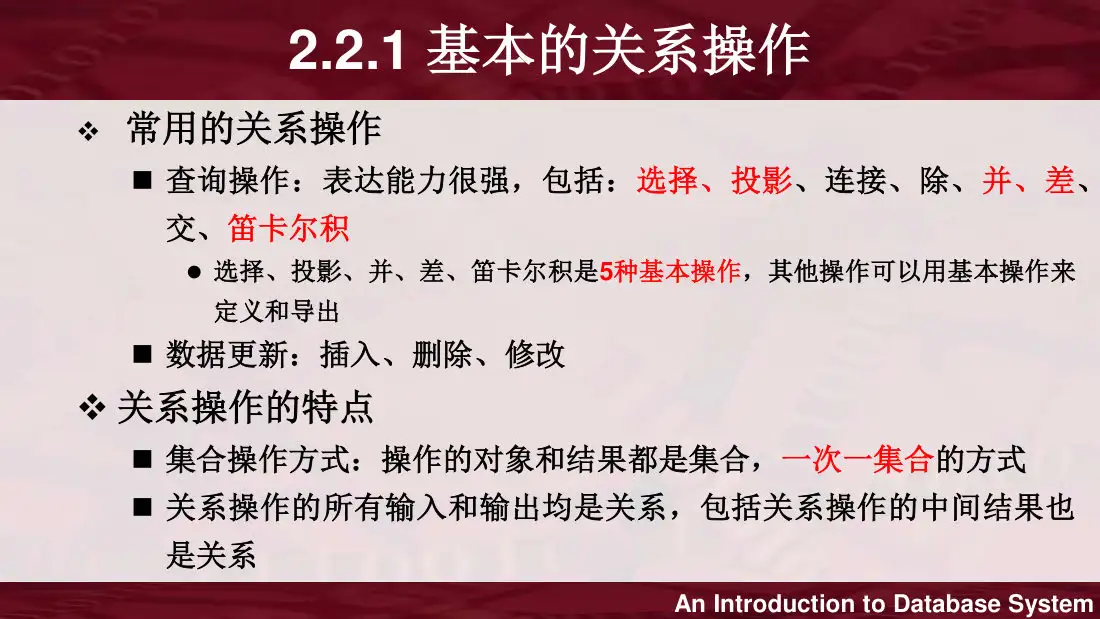 2.2.1 基本的关系操作
常用的关系操作
查询操作：表达能力很强，包括：选择、投影、连接、除、并、差、
交、笛卡尔积
选择、投影、并、差、笛卡尔积是5种基本操作，其他操作可以用基本操作来
定义和导出
数据更新：插入、删除、修改
关系操作的特点
集合操作方式：操作的对象和结果都是集合，一次一集合的方式
关系操作的所有输入和输出均是关系，包括关系操作的中间结果也
是关系
An Introduction to Database System